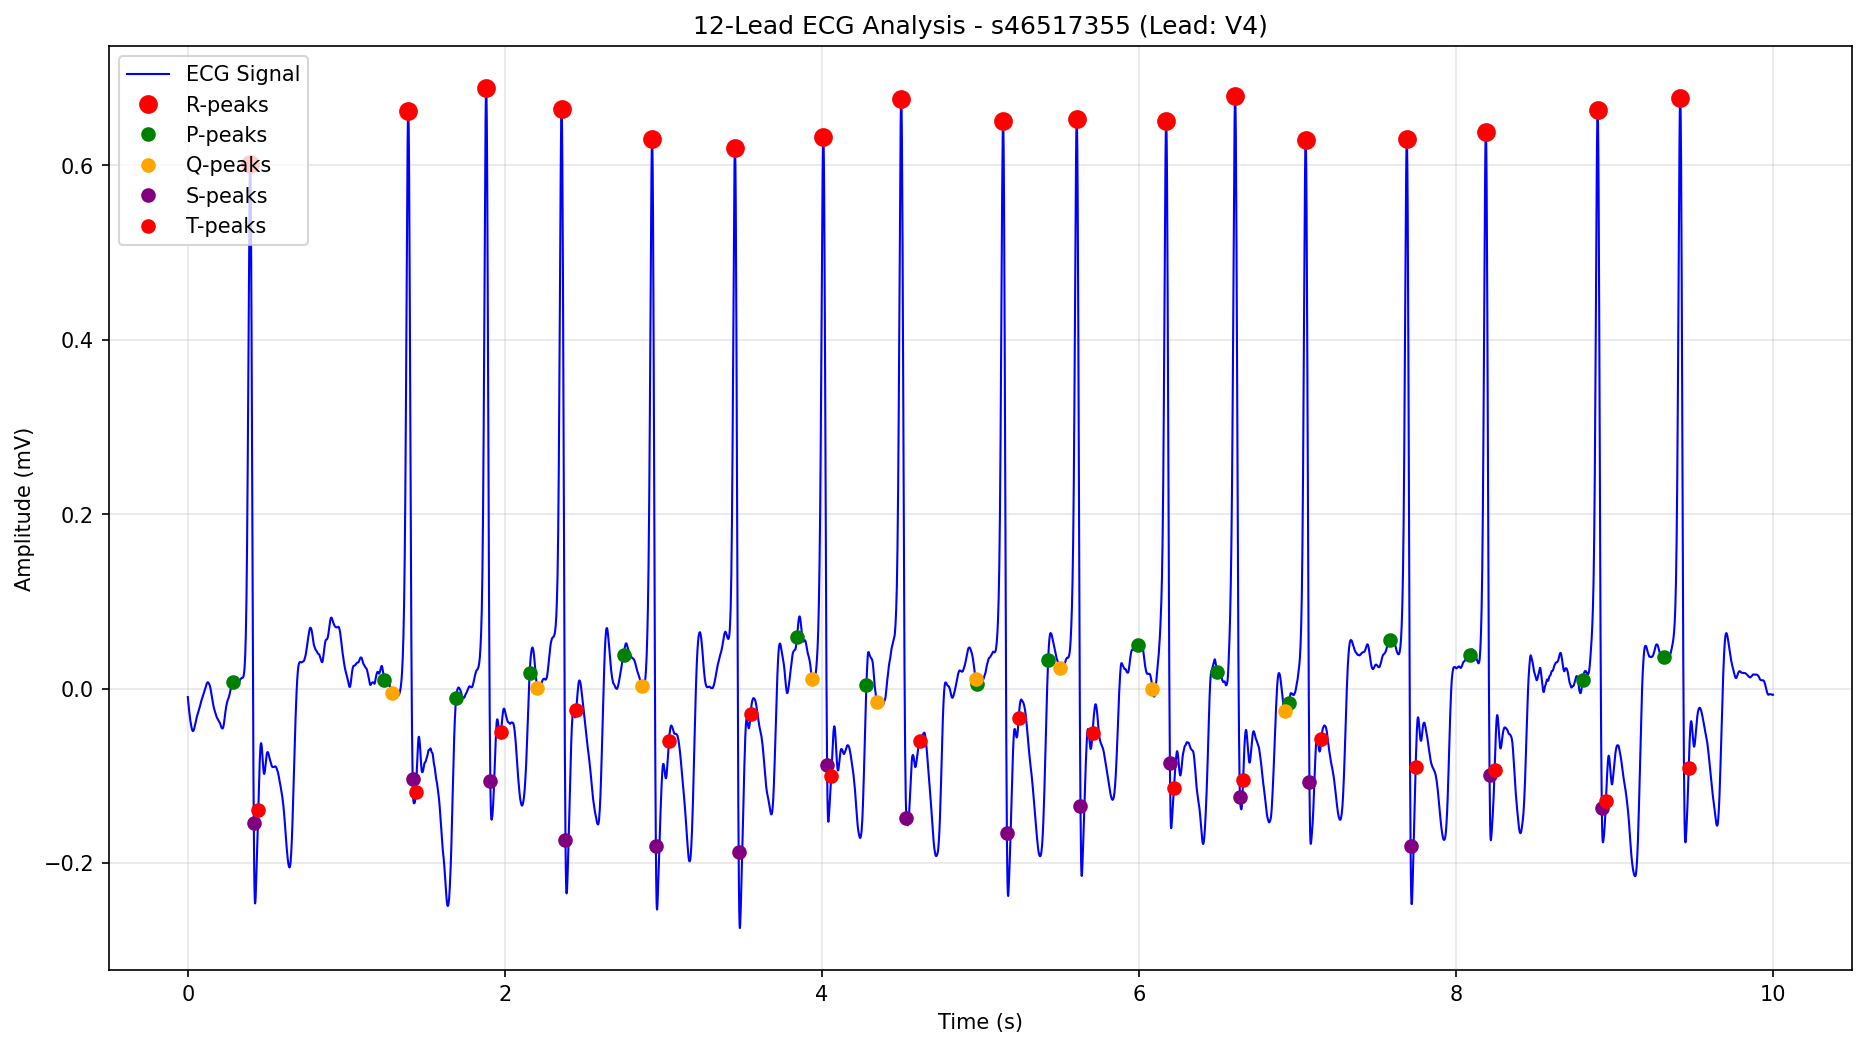 12-Lead ECG Analysis - s46517355 (Lead: V4)
ECG Signal
R-peaks
P-peaks
Q-peaks
S-peaks
T-peaks
Amplitude (mV)
0.6
0.4
0.2
0.0
−0.2
0 2 4 6 8 10
Time (s)